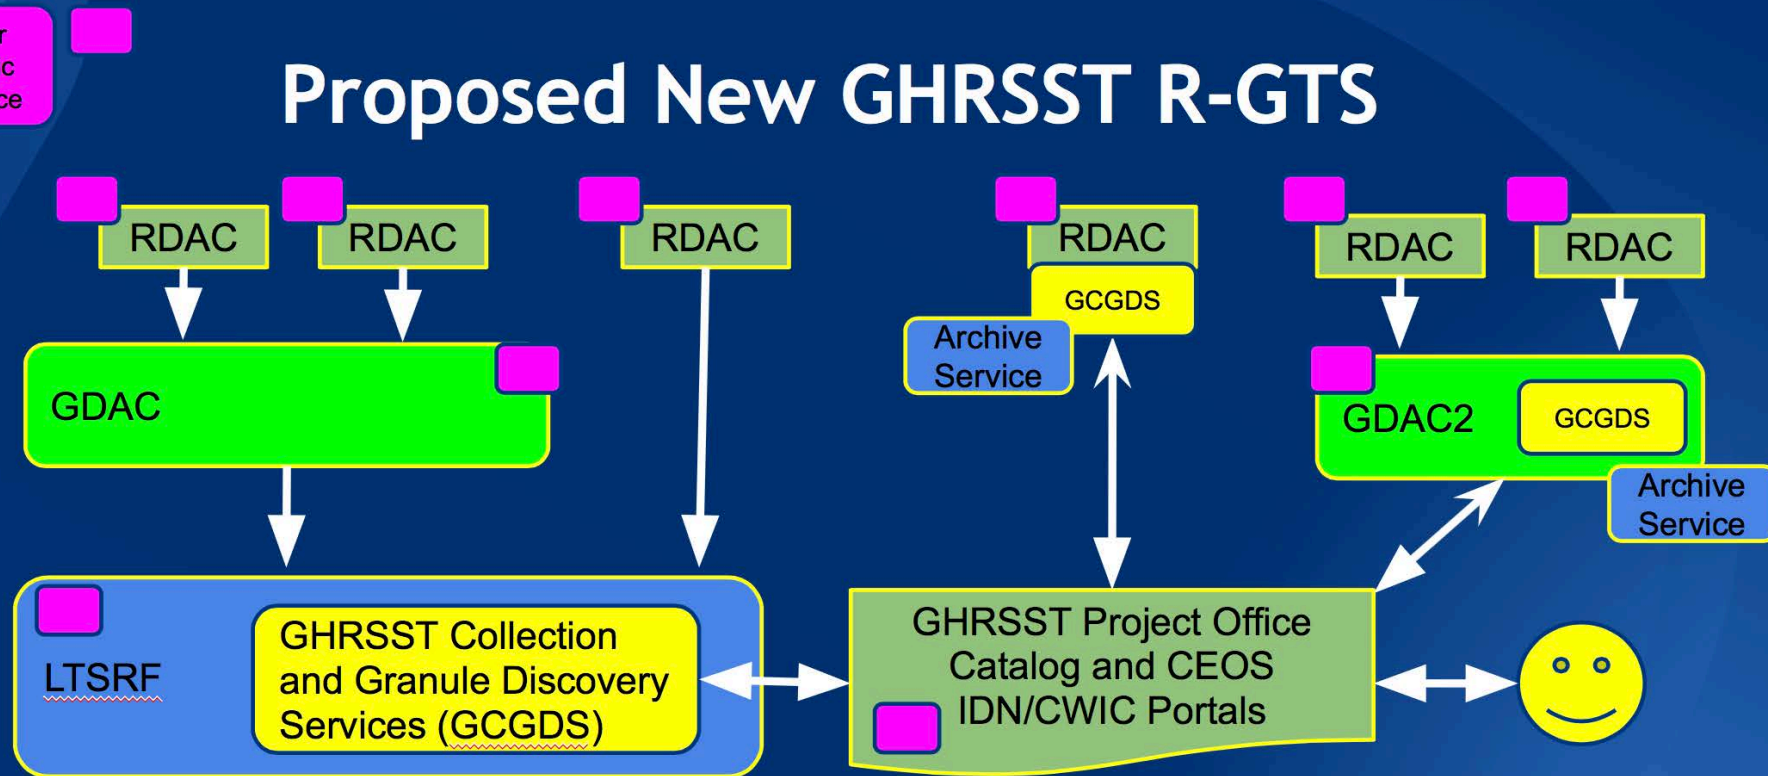 Proposed New GHRSST R-GTS
RDAC
RDAC
RDAC
RDAC
RDAC
RDAC
GCGDS
Archive
Service
GDAC
GDAC2
GCGDS
Archive
Service
LTSRF
GHRSST Collection
and Granule Discovery
Services (GCGDS)
GHRSST Project Office
Catalog and CEOS
IDN/CWIC Portals